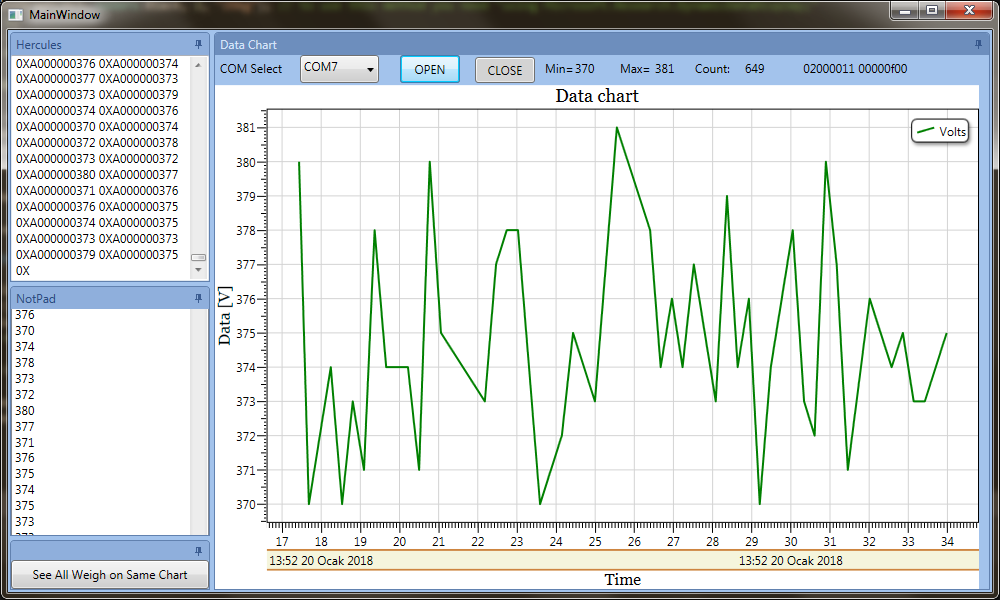 MainWindow
Hercules
0XA000000376 0XA000000374
0XA000000377 0XA000000373
0XA000000373 0XA000000379
0XA000000374 0XA000000376
0XA000000370 0XA000000374
0XA000000372 0XA000000378
0XA000000373 0XA000000372
0XA000000380 0XA000000377
0XA000000371 0XA000000376
0XA000000376 0XA000000375
0XA000000374 0XA000000375
0XA000000373 0XA000000373
0XA000000379 0XA000000375
0X
NotPad
376
370
374
378
373
372
380
377
371
376
375
374
375
373
See All Weigh on Same Chart
Data Chart
COM Select COM7 OPEN CLOSE Min= 370 Max= 381 Count: 649 02000011 00000f00
Data chart
Volts
381
380
379
378
377
376
375
374
373
372
371
370
Data [V]
17 18 19 20 21 22 23 24 25 26 27 28 29 30 31 32 33 34
13:52 20 Ocak 2018 13:52 20 Ocak 2018
Time